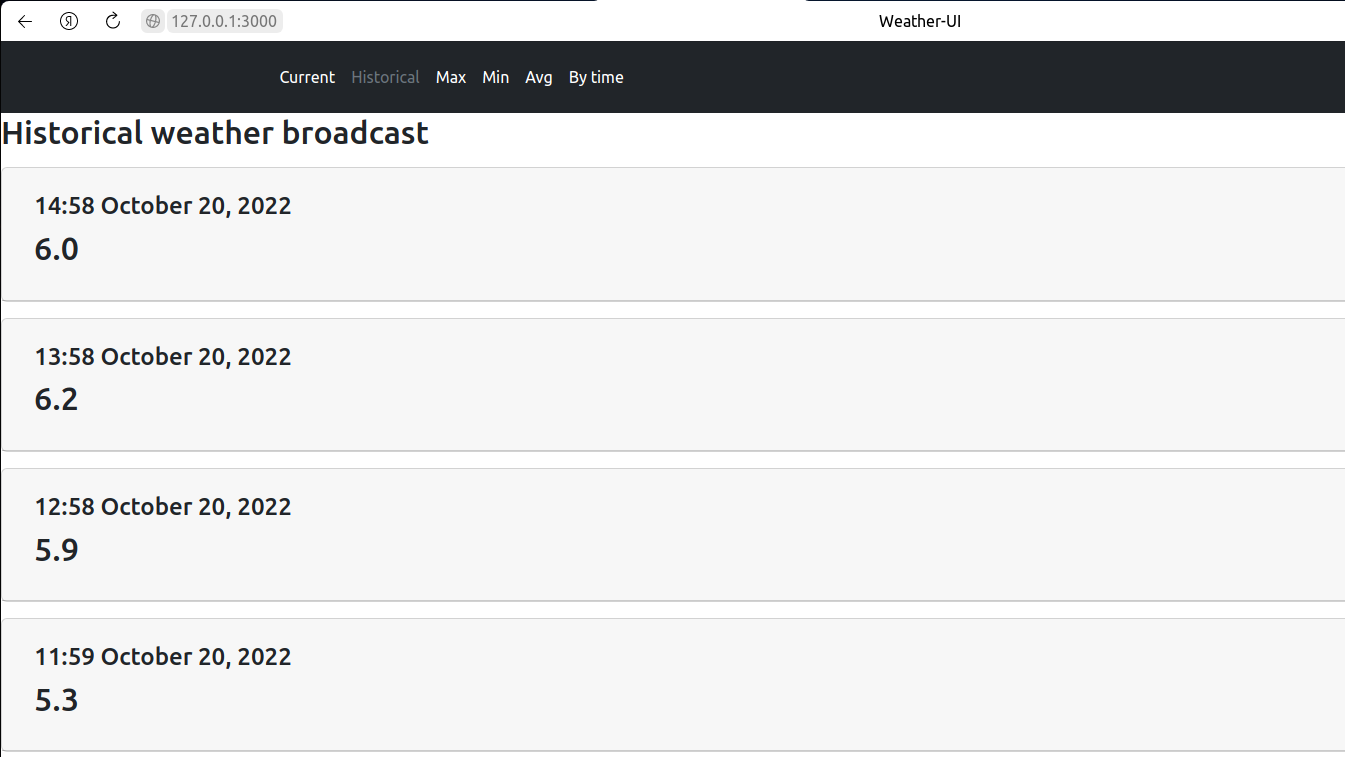 Я 127.0.0.1:3000 Weather-UI
Current Historical Max Min Avg By time
Historical weather broadcast
14:58 October 20, 2022
6.0
13:58 October 20, 2022
6.2
12:58 October 20, 2022
5.9
11:59 October 20, 2022
5.3